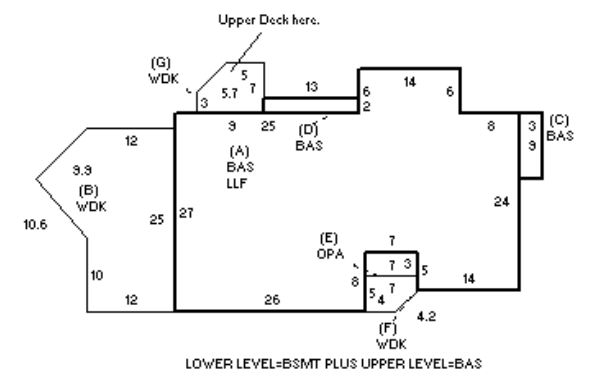 Upper Deck here.
(G)
WDK
5
5.7 7
3
13
14
6 6
2
9 25
(D)
BAS
8
3
9
(C)
BAS
12
(A)
BAS
LLF
9.9
(B)
WDK
10.6
25 27
24
(E)
OPA
7
7 3
5
8
5 7
4
10
12
26
14
4.2
(F)
WDK
LOWER LEVEL=BSMT PLUS UPPER LEVEL=BAS